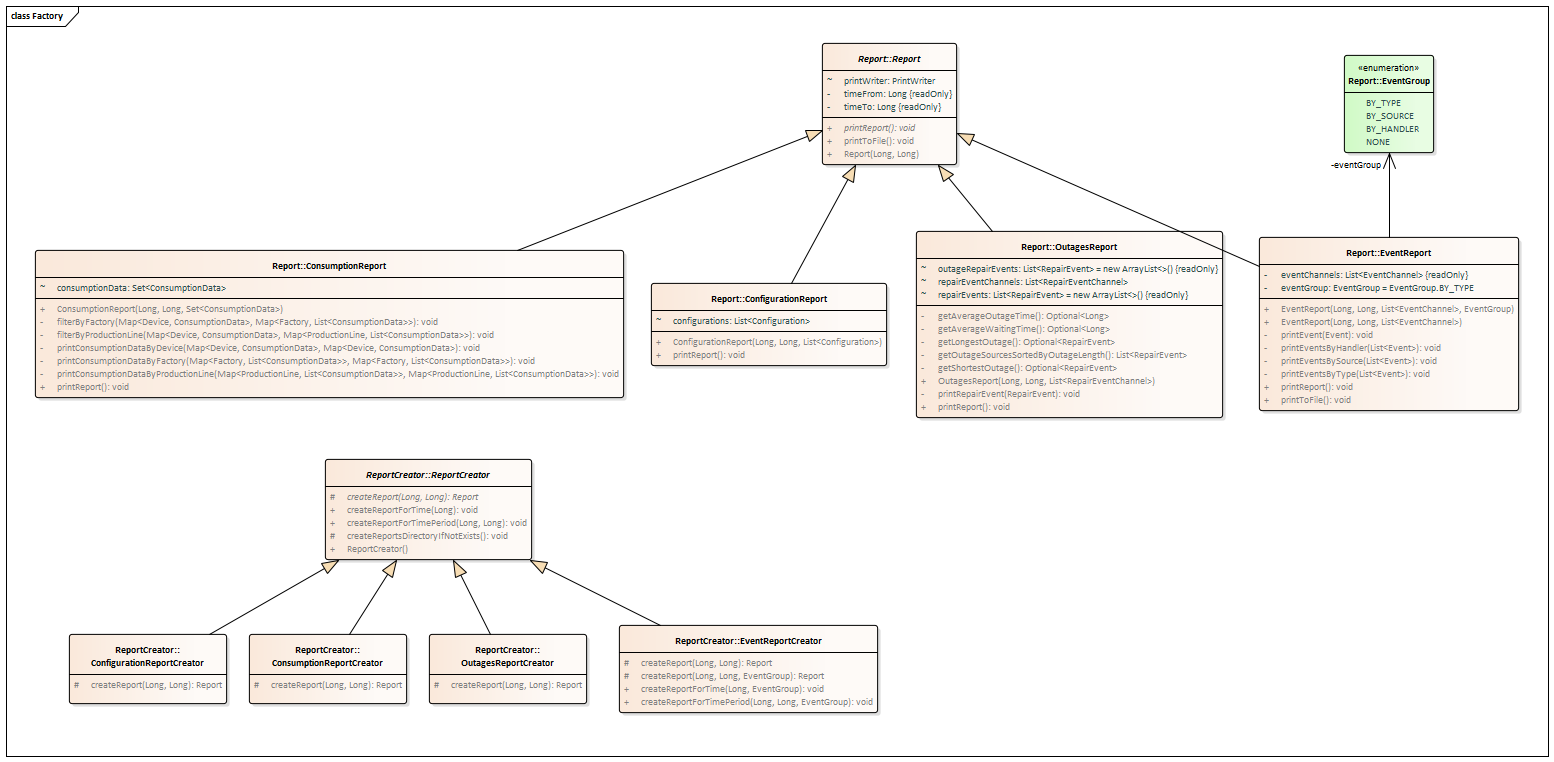 class Factory
Report::Report
~ printWriter: PrintWriter
- timeFrom: Long {readOnly}
- timeTo: Long {readOnly}
+ printReport(): void
+ printToFile(): void
+ Report(Long, Long)
«enumeration»
Report::EventGroup
BY_TYPE
BY_SOURCE
BY_HANDLER
NONE
-eventGroup
Report::ConsumptionReport
~ consumptionData: Set<ConsumptionData>
+ ConsumptionReport(Long, Long, Set<ConsumptionData>)
- filterByFactory(Map<Device, ConsumptionData>, Map<Factory, List<ConsumptionData>>): void
- filterByProductionLine(Map<Device, ConsumptionData>, Map<ProductionLine, List<ConsumptionData>>): void
- printConsumptionDataByDevice(Map<Device, ConsumptionData>, Map<Device, ConsumptionData>): void
- printConsumptionDataByFactory(Map<Factory, List<ConsumptionData>>, Map<Factory, List<ConsumptionData>>): void
- printConsumptionDataByProductionLine(Map<ProductionLine, List<ConsumptionData>>, Map<ProductionLine, List<ConsumptionData>>): void
+ printReport(): void
Report::ConfigurationReport
~ configurations: List<Configuration>
+ ConfigurationReport(Long, Long, List<Configuration>)
+ printReport(): void
Report::OutagesReport
~ outageRepairEvents: List<RepairEvent> = new ArrayList<>() {readOnly}
~ repairEventChannels: List<RepairEventChannel>
~ repairEvents: List<RepairEvent> = new ArrayList<>() {readOnly}
- getAverageOutageTime(): Optional<Long>
- getAverageWaitingTime(): Optional<Long>
- getLongestOutage(): Optional<RepairEvent>
- getOutageSourcesSortedByOutageLength(): List<RepairEvent>
- getShortestOutage(): Optional<RepairEvent>
+ OutagesReport(Long, Long, List<RepairEventChannel>)
- printRepairEvent(RepairEvent): void
+ printReport(): void
Report::EventReport
- eventChannels: List<EventChannel> {readOnly}
- eventGroup: EventGroup = EventGroup.BY_TYPE
+ EventReport(Long, Long, List<EventChannel>, EventGroup)
+ EventReport(Long, Long, List<EventChannel>)
- printEvent(Event): void
- printEventsByHandler(List<Event>): void
- printEventsBySource(List<Event>): void
- printEventsByType(List<Event>): void
+ printReport(): void
+ printToFile(): void
ReportCreator::ReportCreator
# createReport(Long, Long): Report
+ createReportForTime(Long): void
+ createReportForTimePeriod(Long, Long): void
# createReportsDirectoryIfNotExists(): void
+ ReportCreator()
ReportCreator::
ConfigurationReportCreator
# createReport(Long, Long): Report
ReportCreator::
ConsumptionReportCreator
# createReport(Long, Long): Report
ReportCreator::
OutagesReportCreator
# createReport(Long, Long): Report
ReportCreator::EventReportCreator
# createReport(Long, Long): Report
# createReport(Long, Long, EventGroup): Report
+ createReportForTime(Long, EventGroup): void
+ createReportForTimePeriod(Long, Long, EventGroup): void